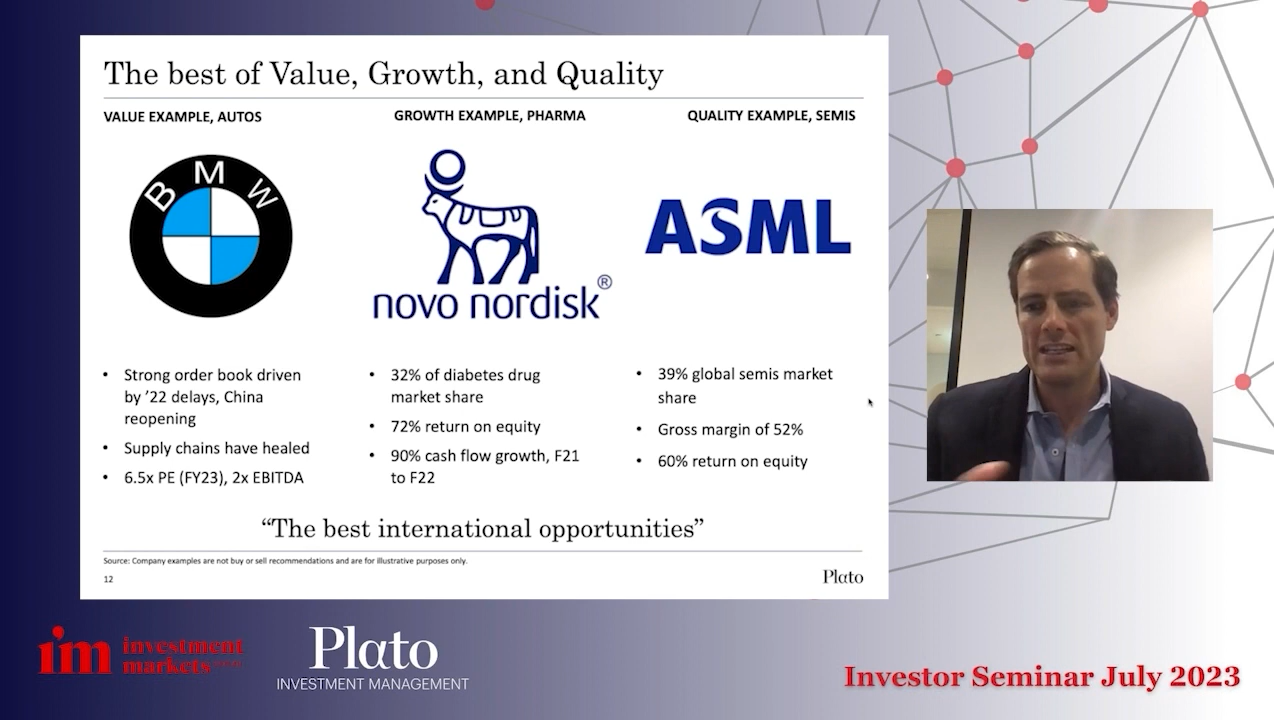 The best of Value, Growth, and Quality
VALUE EXAMPLE, AUTOS
GROWTH EXAMPLE, PHARMA
QUALITY EXAMPLE, SEMIS
BMW
novo nordisk®
ASML
• Strong order book driven
by ’22 delays, China
reopening
• Supply chains have healed
• 6.5x PE (FY23), 2x EBITDA
• 32% of diabetes drug
market share
• 72% return on equity
• 90% cash flow growth, F21
to F22
• 39% global semis market
share
• Gross margin of 52%
• 60% return on equity
“The best international opportunities”
Source: Company examples are not buy or sell recommendations and are for illustrative purposes only.
12
Plato
im investment
markets
Plato
INVESTMENT MANAGEMENT
Investor Seminar July 2023